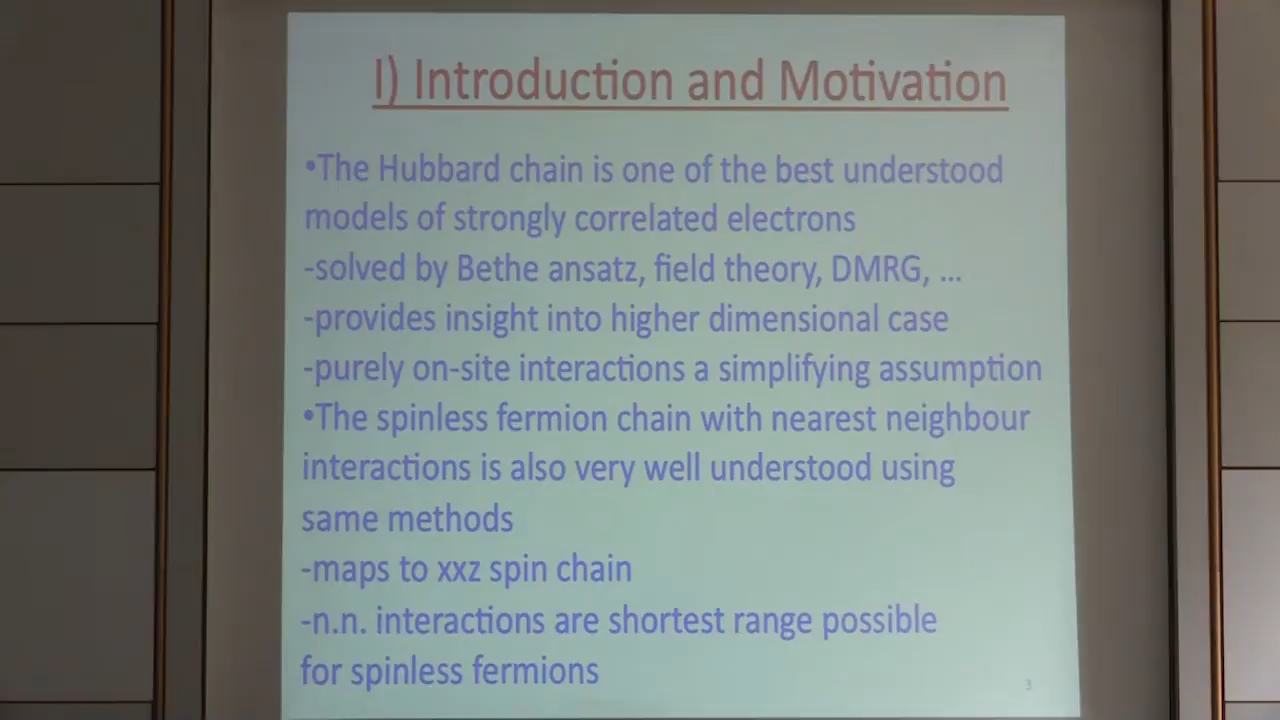 I) Introduction and Motivation
•The Hubbard chain is one of the best understood
models of strongly correlated electrons
-solved by Bethe ansatz, field theory, DMRG, ...
-provides insight into higher dimensional case
-purely on-site interactions a simplifying assumption
•The spinless fermion chain with nearest neighbour
interactions is also very well understood using
same methods
-maps to xxz spin chain
-n.n. interactions are shortest range possible
for spinless fermions
3